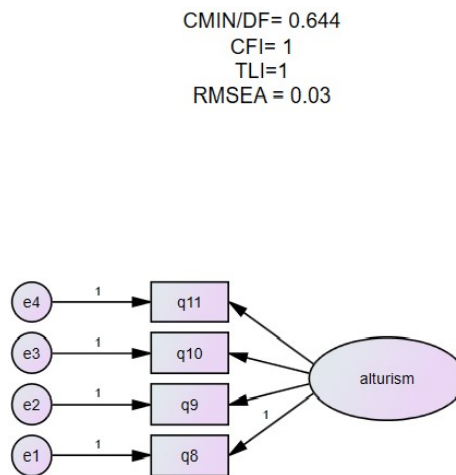 CMIN/DF= 0.644
CFI= 1
TLI=1
RMSEA = 0.03
e4 1 q11
e3 1 q10
alturism
e2 1 q9
1
e1 1 q8